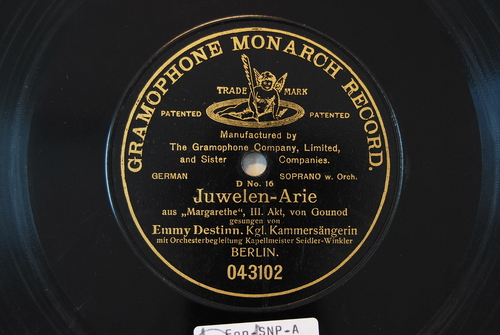 GRAMOPHONE MONARCH RECORD.
TRADE MARK
PATENTED PATENTED
Manufactured by
The Gramophone Company, Limited,
and Sister Companies.
GERMAN SOPRANO w. Orch.
D No. 16
Juwelen-Arie
aus „Margarethe", III. Akt, von Gounod
gesungen von
Emmy Destinn, Kgl. Kammersängerin
mit Orchesterbegleitung Kapellmeister Seidler-Winkler
BERLIN.
043102
SNP-A